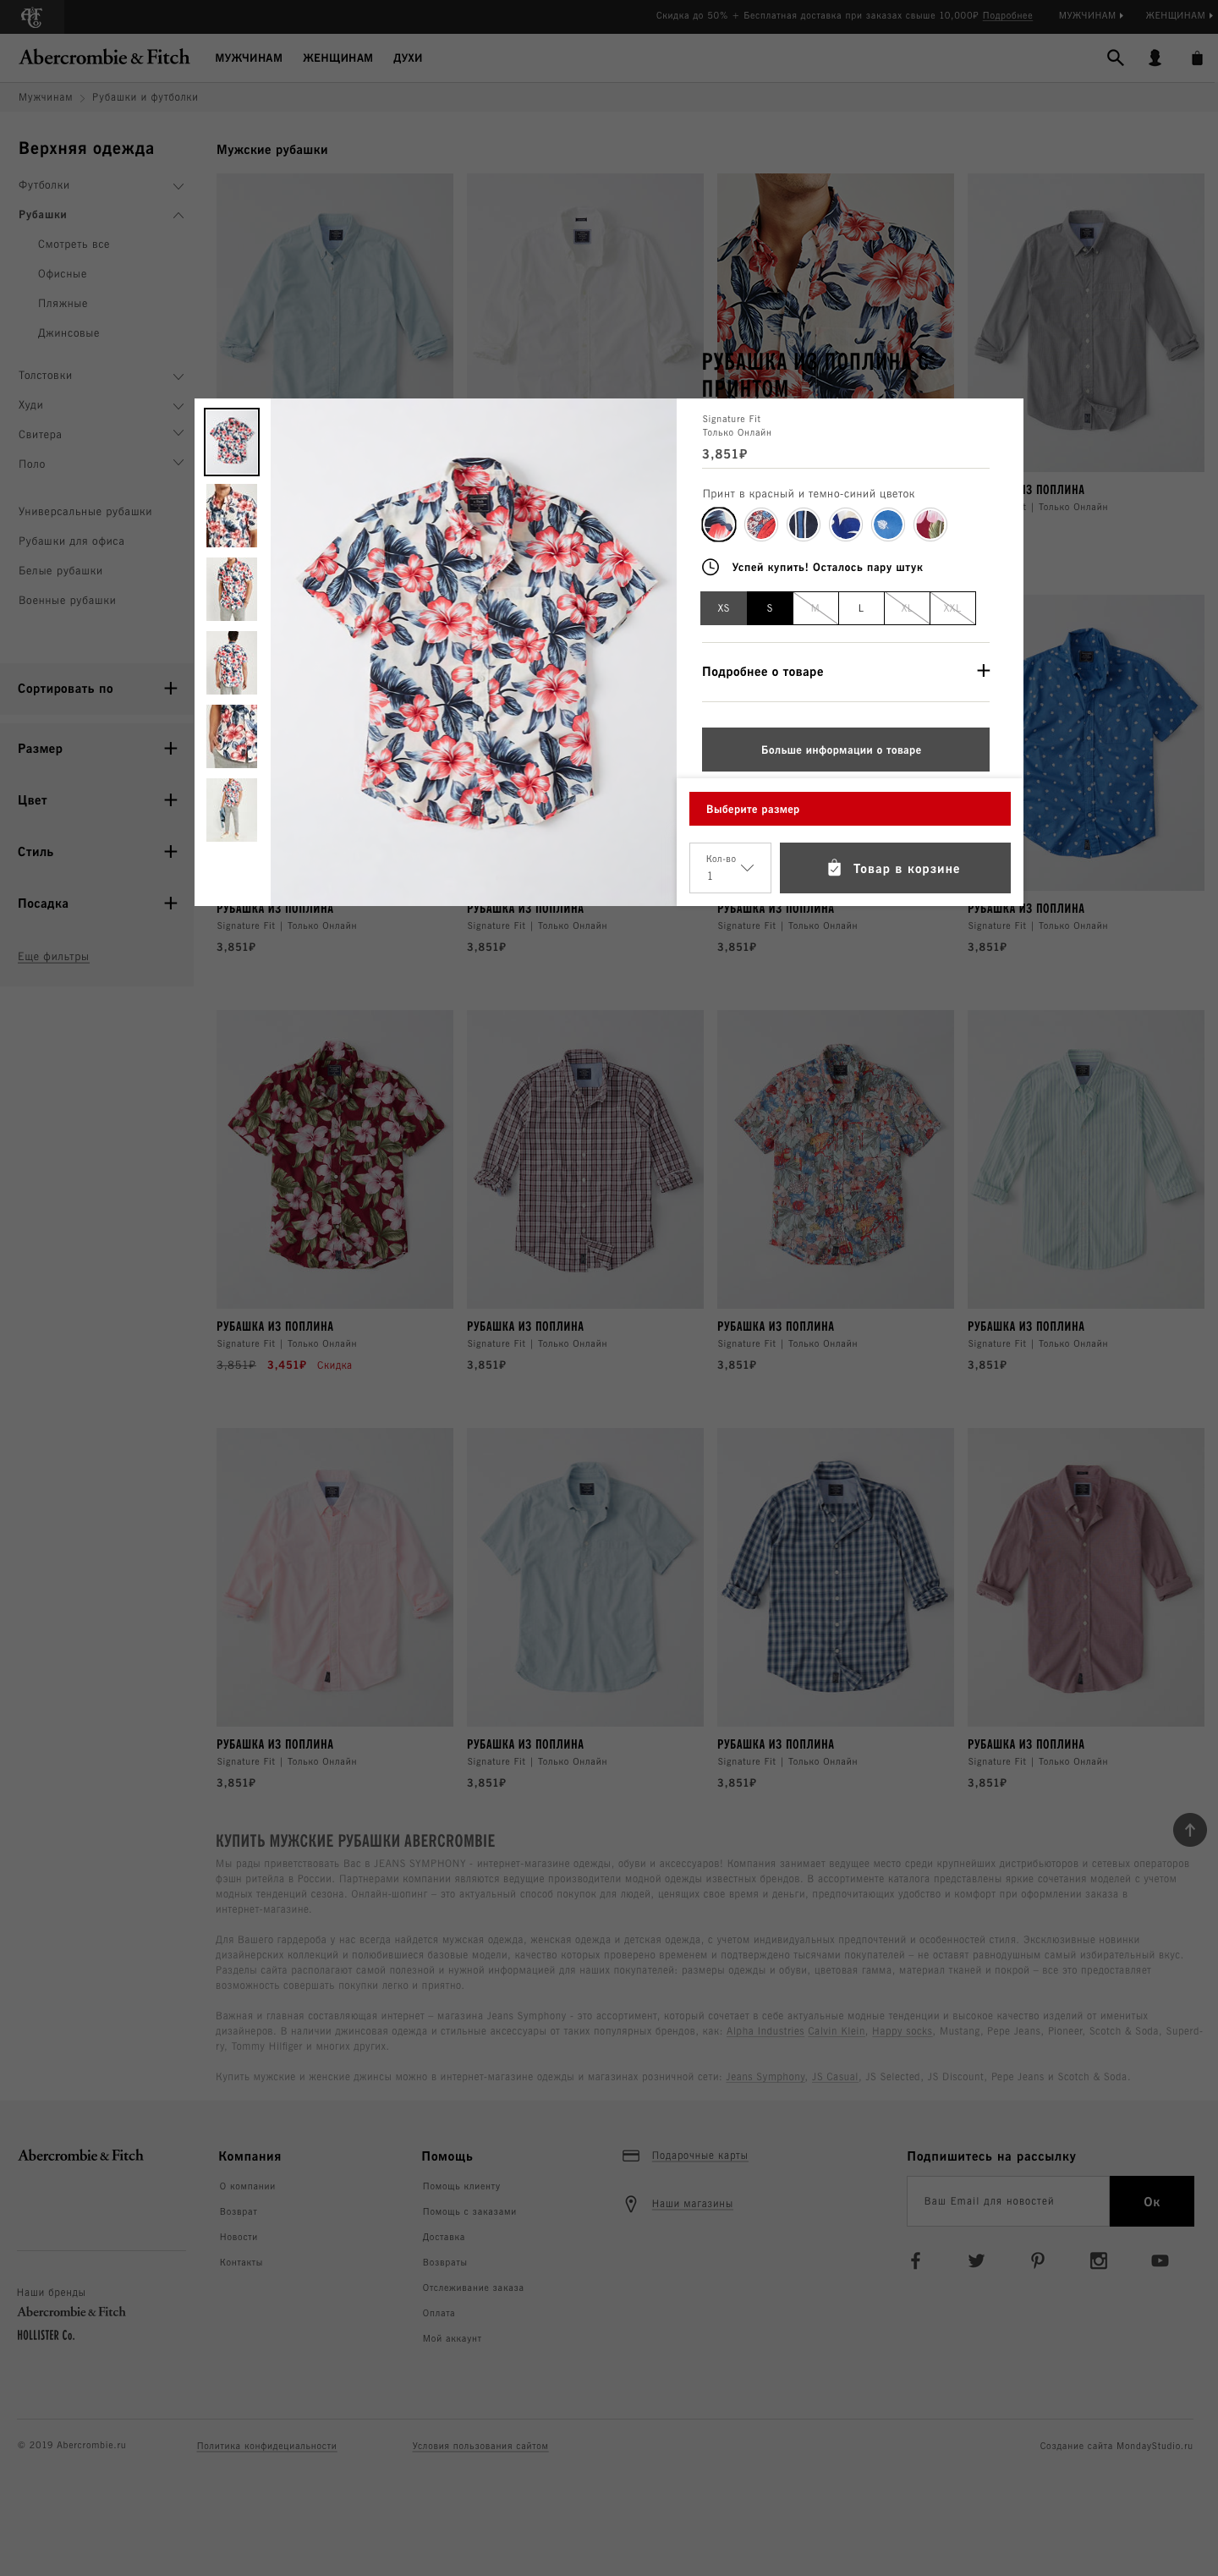 Скидка до 50% + Бесплатная доставка при заказах свыше 10,000₽ Подробнее
МУЖЧИНАМ
ЖЕНЩИНАМ
Abercrombie & Fitch
МУЖЧИНАМ
ЖЕНЩИНАМ
ДУХИ
Мужчинам > Рубашки и футболки
Верхняя одежда
Футболки
Рубашки
Смотреть все
Офисные
Пляжные
Джинсовые
Толстовки
Худи
Свитера
Поло
Универсальные рубашки
Рубашки для офиса
Белые рубашки
Военные рубашки
Сортировать по
Размер
Цвет
Стиль
Посадка
Еще фильтры
Мужские рубашки
РУБАШКА ИЗ ПОПЛИНА С
ПРИНТОМ
Signature Fit
Только Онлайн
3,851₽
Принт в красный и темно-синий цветок
Успей купить! Осталось пару штук
XS
S
M
L
XL
XXL
Подробнее о товаре
Больше информации о товаре
Выберите размер
Кол-во
1
Товар в корзине
ИЗ ПОПЛИНА
| Только Онлайн
РУБАШКА ИЗ ПОПЛИНА
Signature Fit | Только Онлайн
3,851₽
РУБАШКА ИЗ ПОПЛИНА
Signature Fit | Только Онлайн
3,851₽
РУБАШКА ИЗ ПОПЛИНА
Signature Fit | Только Онлайн
3,851₽
РУБАШКА ИЗ ПОПЛИНА
Signature Fit | Только Онлайн
3,851₽
РУБАШКА ИЗ ПОПЛИНА
Signature Fit | Только Онлайн
3,851₽ 3,451₽ Скидка
РУБАШКА ИЗ ПОПЛИНА
Signature Fit | Только Онлайн
3,851₽
РУБАШКА ИЗ ПОПЛИНА
Signature Fit | Только Онлайн
3,851₽
РУБАШКА ИЗ ПОПЛИНА
Signature Fit | Только Онлайн
3,851₽
РУБАШКА ИЗ ПОПЛИНА
Signature Fit | Только Онлайн
3,851₽
РУБАШКА ИЗ ПОПЛИНА
Signature Fit | Только Онлайн
3,851₽
РУБАШКА ИЗ ПОПЛИНА
Signature Fit | Только Онлайн
3,851₽
РУБАШКА ИЗ ПОПЛИНА
Signature Fit | Только Онлайн
3,851₽
КУПИТЬ МУЖСКИЕ РУБАШКИ ABERCROMBIE
Мы рады приветствовать Вас в JEANS SYMPHONY - интернет-магазине одежды, обуви и аксессуаров! Компания занимает ведущее место среди крупнейших дистрибьюторов и сетевых операторов
фэшн ритейла в России. Партнерами компании являются ведущие производители модной одежды известных брендов. В ассортименте каталога представлены яркие сочетания моделей с учетом
модных тенденций сезона. Онлайн-шопинг – это актуальный способ покупок для людей, ценящих свое время и деньги, предпочитающих удобство и комфорт при оформлении заказа в
интернет-магазине.
Для Вашего гардероба у нас всегда найдется мужская одежда, женская одежда и детская одежда, с учетом индивидуальных предпочтений и особенностей стиля. Эксклюзивные новинки
дизайнерских коллекций и полюбившиеся базовые модели, качество которых проверено временем и подтверждено тысячами покупателей – не оставят равнодушным самый избирательный вкус.
Разделы сайта располагают самой полезной и нужной информацией для наших покупателей: размеры одежды и обуви, цветовая гамма, материал тканей и покрой – все это предоставляет
возможность совершать покупки легко и приятно.
Важная и главная составляющая интернет – магазина Jeans Symphony - это ассортимент, который сочетает в себе актуальные модные тенденции и высокое качество изделий от именитых
дизайнеров. В наличии джинсовая одежда и стильные аксессуары от таких популярных брендов, как: Alpha Industries Calvin Klein, Happy socks, Mustang, Pepe Jeans, Pioneer, Scotch & Soda, Superd-
ry, Tommy Hilfiger и многих других.
Купить мужские и женские джинсы можно в интернет-магазине одежды и магазинах розничной сети: Jeans Symphony, JS Casual, JS Selected, JS Discount, Pepe Jeans и Scotch & Soda.
Abercrombie & Fitch
Наши бренды
Abercrombie & Fitch
HOLLISTER Co.
Компания
О компании
Возврат
Новости
Контакты
Помощь
Помощь клиенту
Помощь с заказами
Доставка
Возвраты
Отслеживание заказа
Оплата
Мой аккаунт
Подарочные карты
Наши магазины
Подпишитесь на рассылку
Ваш Email для новостей
Ок
© 2019 Abercrombie.ru
Политика конфидециальности
Условия пользования сайтом
Создание сайта MondayStudio.ru